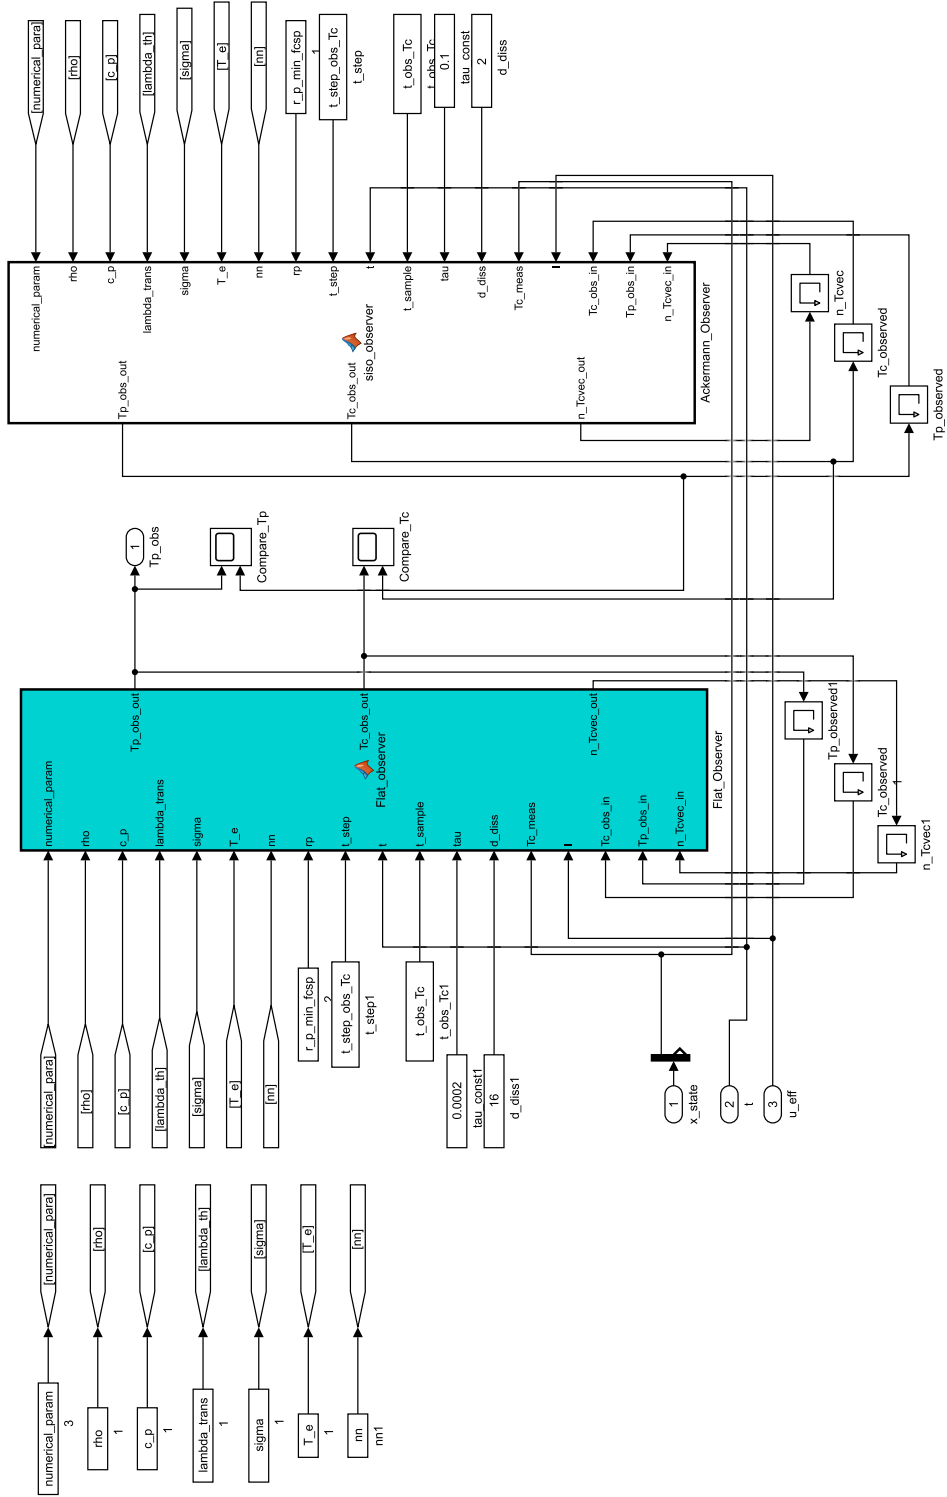 numerical_param
3
[numerical_para]
rho
1
[rho]
c_p
1
[c_p]
lambda_trans
1
[lambda_th]
sigma
1
[sigma]
T_e
1
[T_e]
nn
nn1
[nn]
[numerical_para]
[rho]
[c_p]
[lambda_th]
[sigma]
[T_e]
[nn]
r_p_min_fcsp
2
t_step_obs_Tc
t_step1
t_obs_Tc
t_obs_Tc1
0.0002
tau_const1
16
d_diss1
1
x_state
2
t
3
u_eff
numerical_param
rho
c_p
lambda_trans
sigma
T_e
nn
rp
t_step
t
t_sample
tau
d_diss
Tc_meas
I
Tc_obs_in
Tp_obs_in
n_Tcvec_in
Flat_observer
Tp_obs_out
Tc_obs_out
n_Tcvec_out
Flat_Observer
Tp_observed1
Tc_observed
1
n_Tcvec1
1
Tp_obs
Compare_Tp
Compare_Tc
Tp_obs_out
Tc_obs_out
n_Tcvec_out
siso_observer
numerical_param
rho
c_p
lambda_trans
sigma
T_e
nn
rp
t_step
t
t_sample
tau
d_diss
Tc_meas
I
Tc_obs_in
Tp_obs_in
n_Tcvec_in
Ackermann_Observer
n_Tcvec
Tc_observed
Tp_observed
[numerical_para]
[rho]
[c_p]
[lambda_th]
[sigma]
[T_e]
[nn]
r_p_min_fcsp
1
t_step_obs_Tc
t_step
t_obs_Tc
t_obs_Tc
0.1
tau_const
2
d_diss